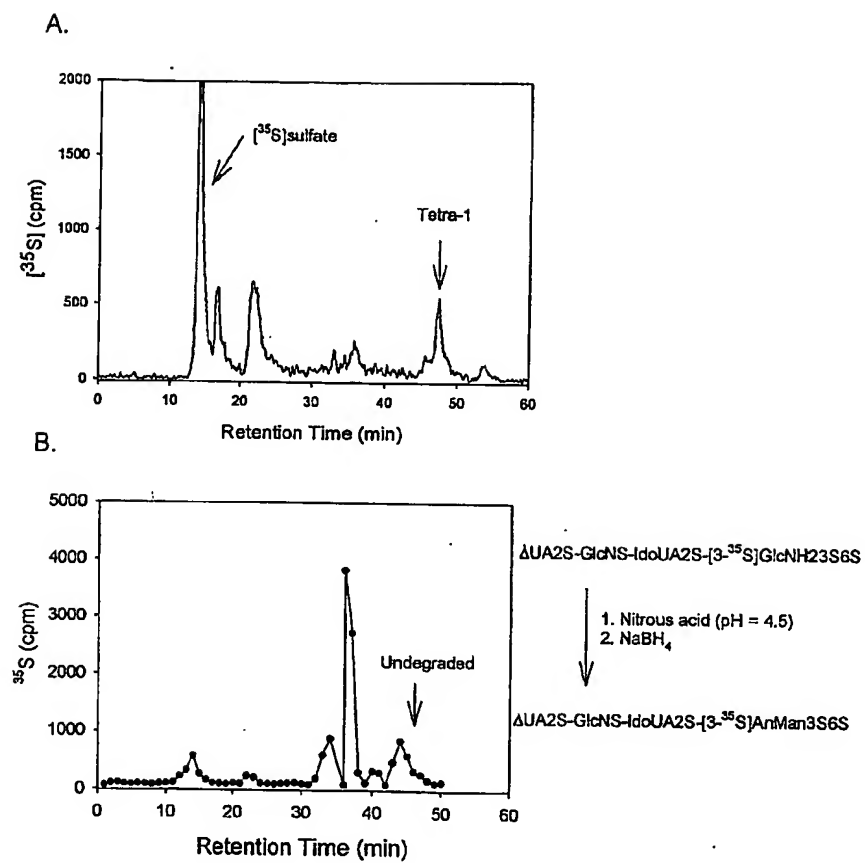 A.
2000
1500
1000
500
0
[³⁵S] (cpm)
[³⁵S]sulfate
Tetra-1
0 10 20 30 40 50 60
Retention Time (min)
B.
5000
4000
3000
2000
1000
0
³⁵S (cpm)
Undegraded
0 10 20 30 40 50 60
Retention Time (min)
ΔUA2S-GlcNS-IdoUA2S-[3-³⁵S]GlcNH23S6S
1. Nitrous acid (pH = 4.5)
2. NaBH₄
ΔUA2S-GlcNS-IdoUA2S-[3-³⁵S]AnMan3S6S